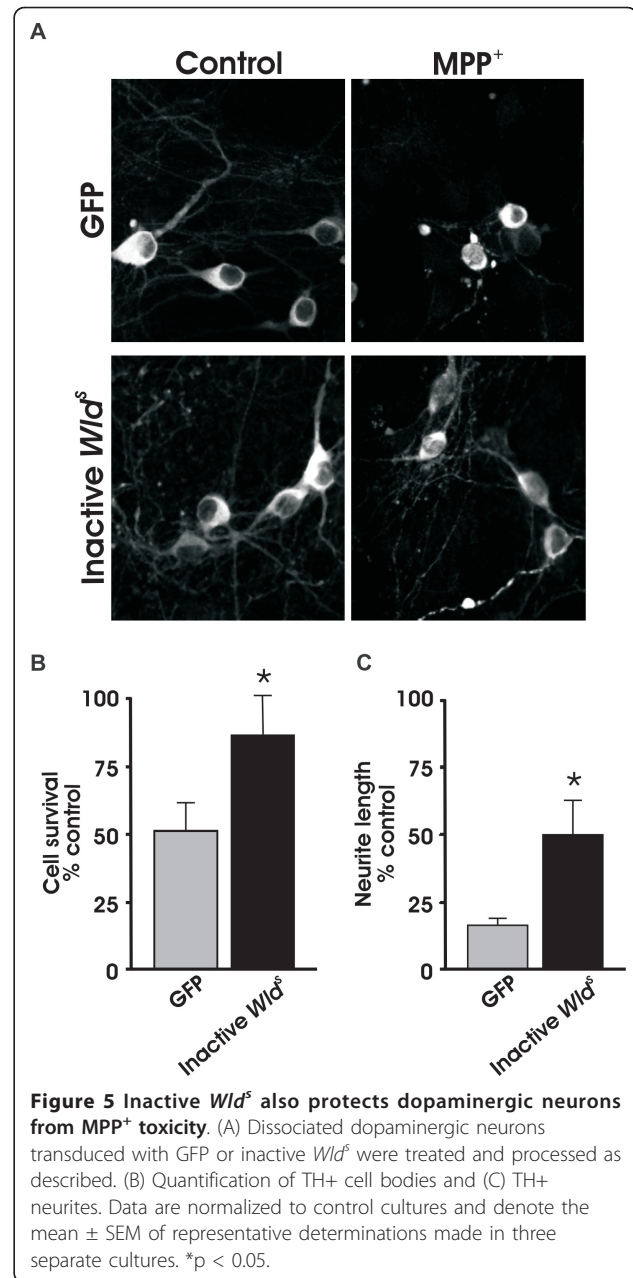 A
Control MPP⁺
GFP
Inactive Wldˢ
B
C
Cell survival
% control
100
75
50
25
0
*
GFP
Inactive Wldˢ
Neurite length
% control
100
75
50
25
0
*
GFP
Inactive Wldˢ
Figure 5 Inactive Wldˢ also protects dopaminergic neurons
from MPP⁺ toxicity. (A) Dissociated dopaminergic neurons
transduced with GFP or inactive Wldˢ were treated and processed as
described. (B) Quantification of TH+ cell bodies and (C) TH+
neurites. Data are normalized to control cultures and denote the
mean ± SEM of representative determinations made in three
separate cultures. *p < 0.05.